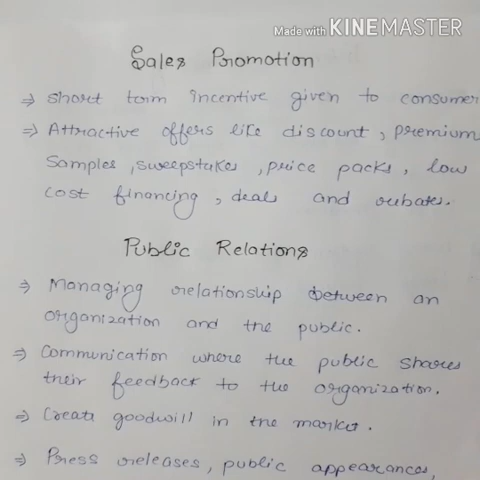 Made with KINEMASTER
Sales Promotion
⇒ Short term incentive given to consumer
⇒ Attractive offers like discount, premium
Samples, sweepstakes, price packs, low
cost financing, deals and rebates.
Public Relations
⇒ Managing relationship between an
organization and the public.
⇒ Communication where the public shares
their feedback to the organization.
⇒ Create goodwill in the market.
⇒ Press releases, public appearances,